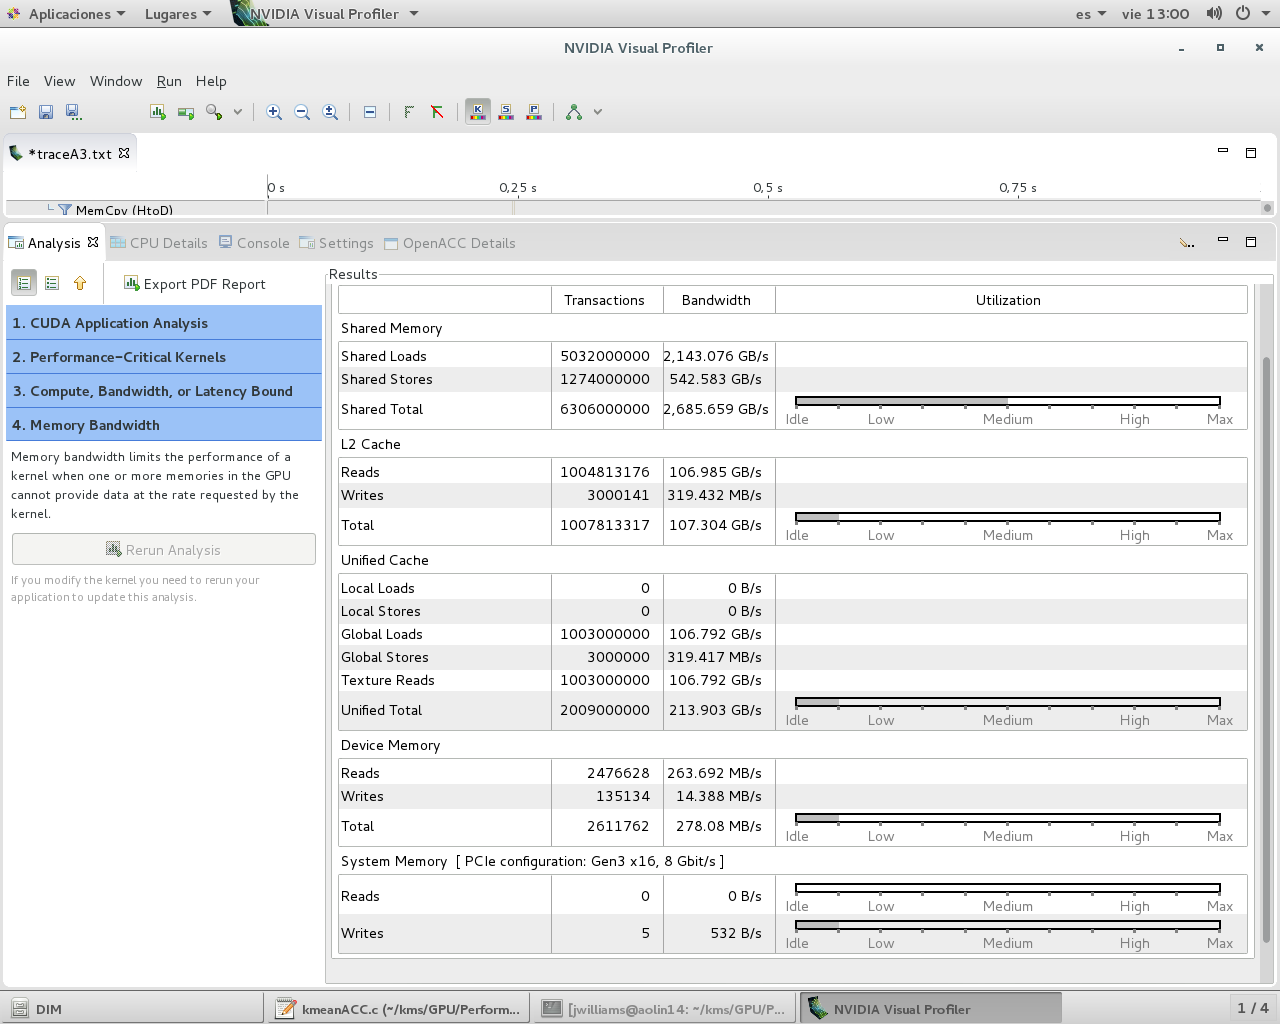 Aplicaciones Lugares NVIDIA Visual Profiler es vie 13:00
NVIDIA Visual Profiler
File View Window Run Help
K S P
*traceA3.txt
0 s 0,25 s 0,5 s 0,75 s
MemCpy (HtoD)
Analysis CPU Details Console Settings OpenACC Details
Export PDF Report
1. CUDA Application Analysis
2. Performance-Critical Kernels
3. Compute, Bandwidth, or Latency Bound
4. Memory Bandwidth
Memory bandwidth limits the performance of a
kernel when one or more memories in the GPU
cannot provide data at the rate requested by the
kernel.
Rerun Analysis
If you modify the kernel you need to rerun your
application to update this analysis.
Results
Transactions Bandwidth Utilization
Shared Memory
Shared Loads 5032000000 2,143.076 GB/s
Shared Stores 1274000000 542.583 GB/s
Shared Total 6306000000 2,685.659 GB/s
Idle Low Medium High Max
L2 Cache
Reads 1004813176 106.985 GB/s
Writes 3000141 319.432 MB/s
Total 1007813317 107.304 GB/s
Idle Low Medium High Max
Unified Cache
Local Loads 0 0 B/s
Local Stores 0 0 B/s
Global Loads 1003000000 106.792 GB/s
Global Stores 3000000 319.417 MB/s
Texture Reads 1003000000 106.792 GB/s
Unified Total 2009000000 213.903 GB/s
Idle Low Medium High Max
Device Memory
Reads 2476628 263.692 MB/s
Writes 135134 14.388 MB/s
Total 2611762 278.08 MB/s
Idle Low Medium High Max
System Memory [ PCIe configuration: Gen3 x16, 8 Gbit/s ]
Reads 0 0 B/s
Idle Low Medium High Max
Writes 5 532 B/s
Idle Low Medium High Max
DIM kmeanACC.c (~/kms/GPU/Perform... [jwilliams@aolin14: ~/kms/GPU/P... NVIDIA Visual Profiler 1 / 4